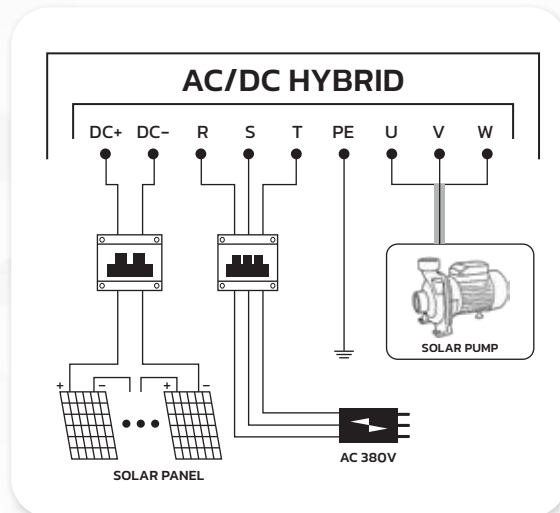 AC/DC HYBRID
DC+ DC- R S T PE U V W
SOLAR PUMP
+ - + -
AC 380V
SOLAR PANEL